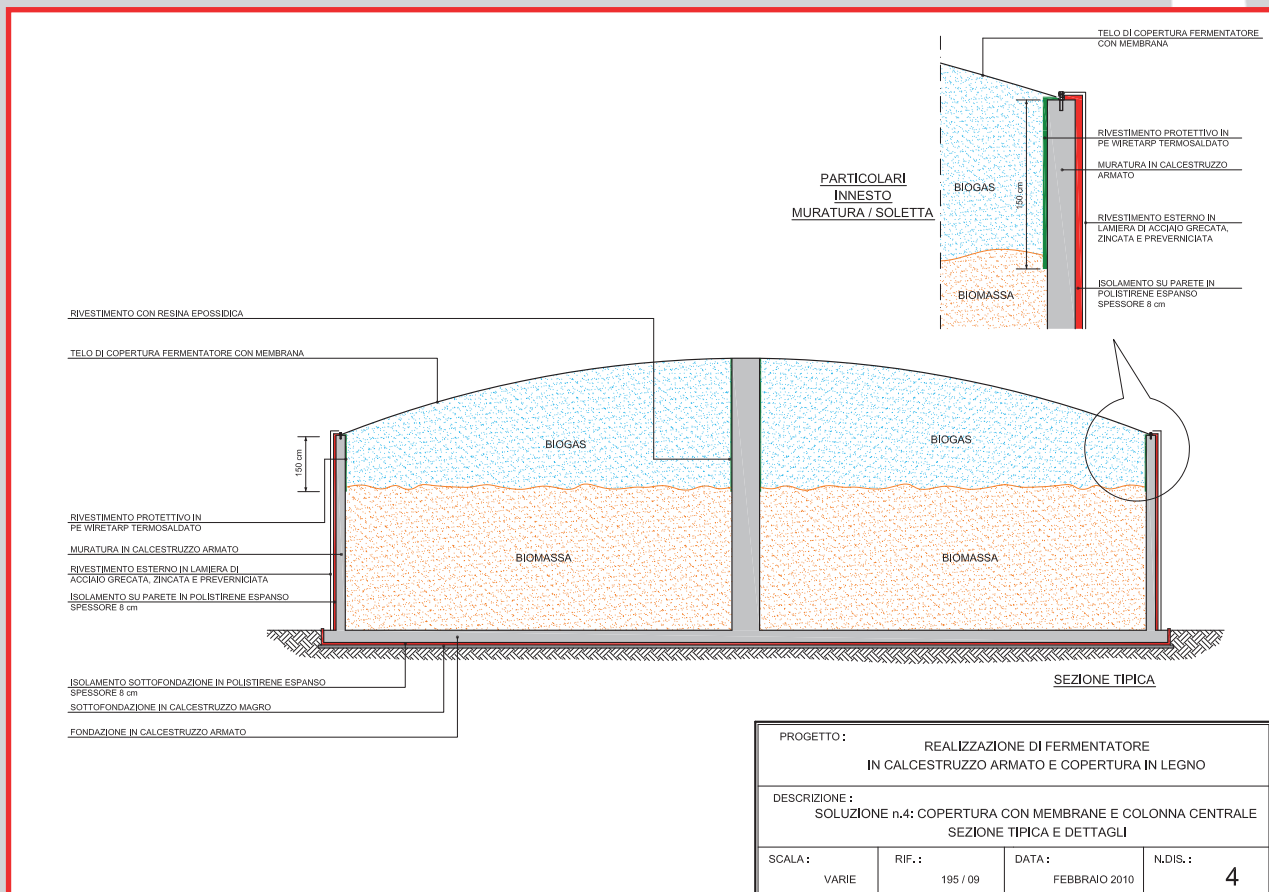 TELO DI COPERTURA FERMENTATORE
CON MEMBRANA
RIVESTIMENTO PROTETTIVO IN
PE WIRETARP TERMOSALDATO
MURATURA IN CALCESTRUZZO
ARMATO
RIVESTIMENTO ESTERNO IN
LAMIERA DI ACCIAIO GRECATA,
ZINCATA E PREVERNICIATA
ISOLAMENTO SU PARETE IN
POLISTIRENE ESPANSO
SPESSORE 8 cm
PARTICOLARI
INNESTO
MURATURA / SOLETTA
BIOGAS
150 cm
BIOMASSA
RIVESTIMENTO CON RESINA EPOSSIDICA
TELO DI COPERTURA FERMENTATORE CON MEMBRANA
BIOGAS
BIOGAS
150 cm
RIVESTIMENTO PROTETTIVO IN
PE WIRETARP TERMOSALDATO
MURATURA IN CALCESTRUZZO ARMATO
RIVESTIMENTO ESTERNO IN LAMIERA DI
ACCIAIO GRECATA, ZINCATA E PREVERNICIATA
ISOLAMENTO SU PARETE IN POLISTIRENE ESPANSO
SPESSORE 8 cm
BIOMASSA
BIOMASSA
ISOLAMENTO SOTTOFONDAZIONE IN POLISTIRENE ESPANSO
SPESSORE 8 cm
SOTTOFONDAZIONE IN CALCESTRUZZO MAGRO
FONDAZIONE IN CALCESTRUZZO ARMATO
SEZIONE TIPICA
PROGETTO :
REALIZZAZIONE DI FERMENTATORE
IN CALCESTRUZZO ARMATO E COPERTURA IN LEGNO
DESCRIZIONE :
SOLUZIONE n.4: COPERTURA CON MEMBRANE E COLONNA CENTRALE
SEZIONE TIPICA E DETTAGLI
SCALA :
VARIE
RIF. :
195 / 09
DATA :
FEBBRAIO 2010
N.DIS. :
4